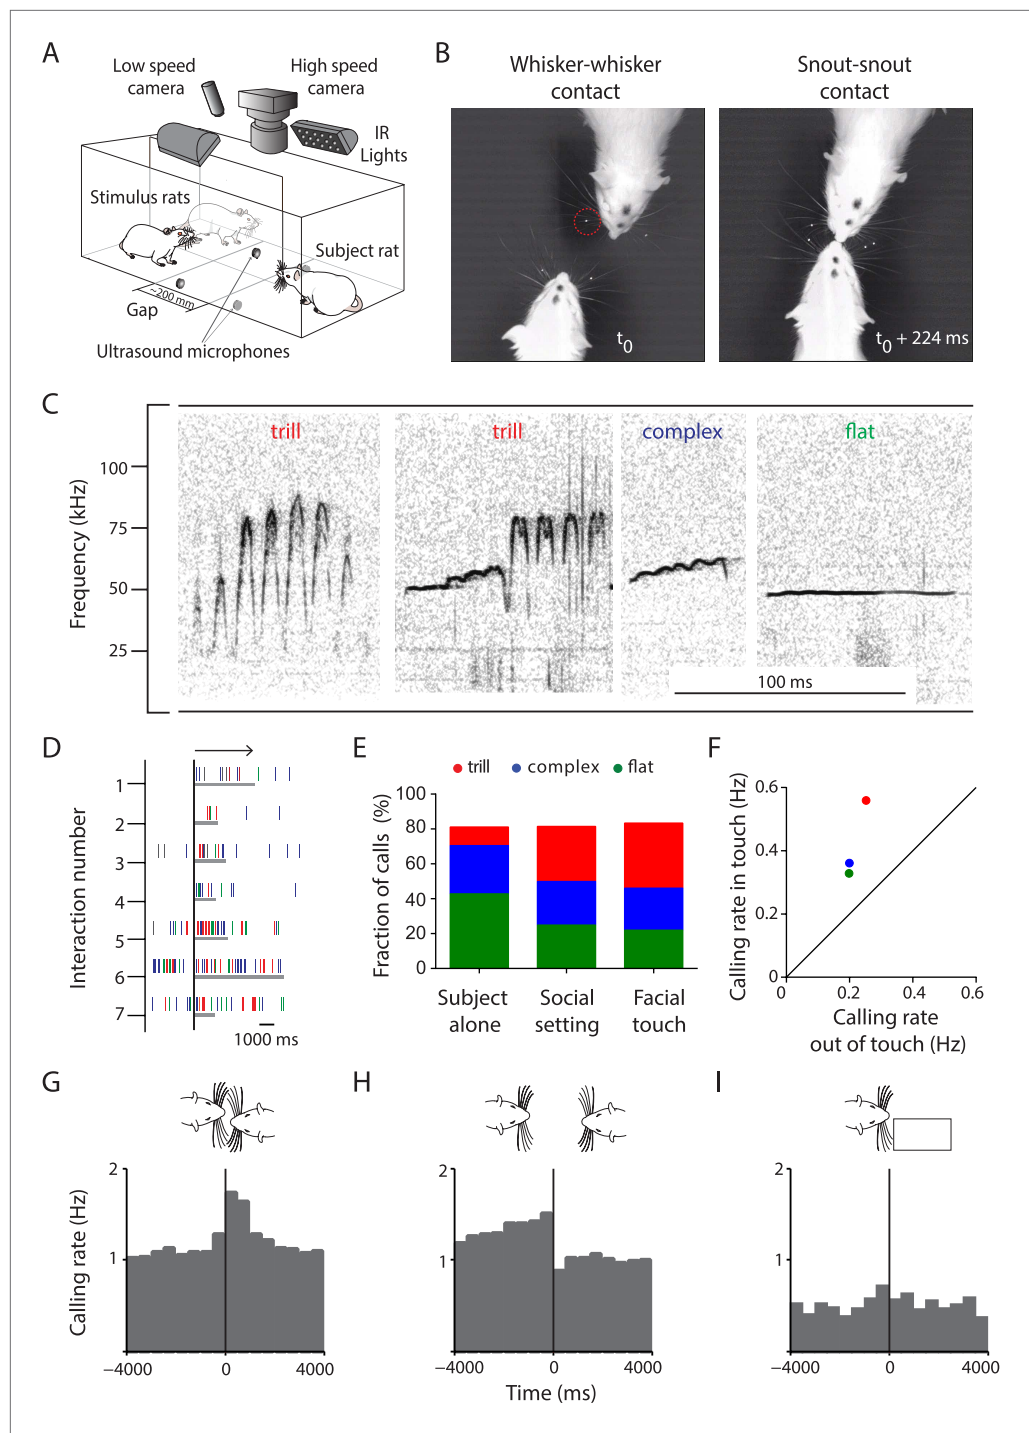 A
Low speed
camera
High speed
camera
IR
Lights
Stimulus rats
Subject rat
~200 mm
Gap
Ultrasound microphones
B
Whisker-whisker
contact
Snout-snout
contact
t0
t0 + 224 ms
C
trill
trill
complex
flat
Frequency (kHz)
100
75
50
25
100 ms
D
Interaction number
1
2
3
4
5
6
7
1000 ms
E
trill
complex
flat
Fraction of calls (%)
100
80
60
40
20
0
Subject
alone
Social
setting
Facial
touch
F
Calling rate in touch (Hz)
0.6
0.4
0.2
0
0
0.2
0.4
0.6
Calling rate
out of touch (Hz)
G
Calling rate (Hz)
2
1
−4000
0
4000
H
2
1
−4000
0
4000
Time (ms)
I
2
1
−4000
0
4000